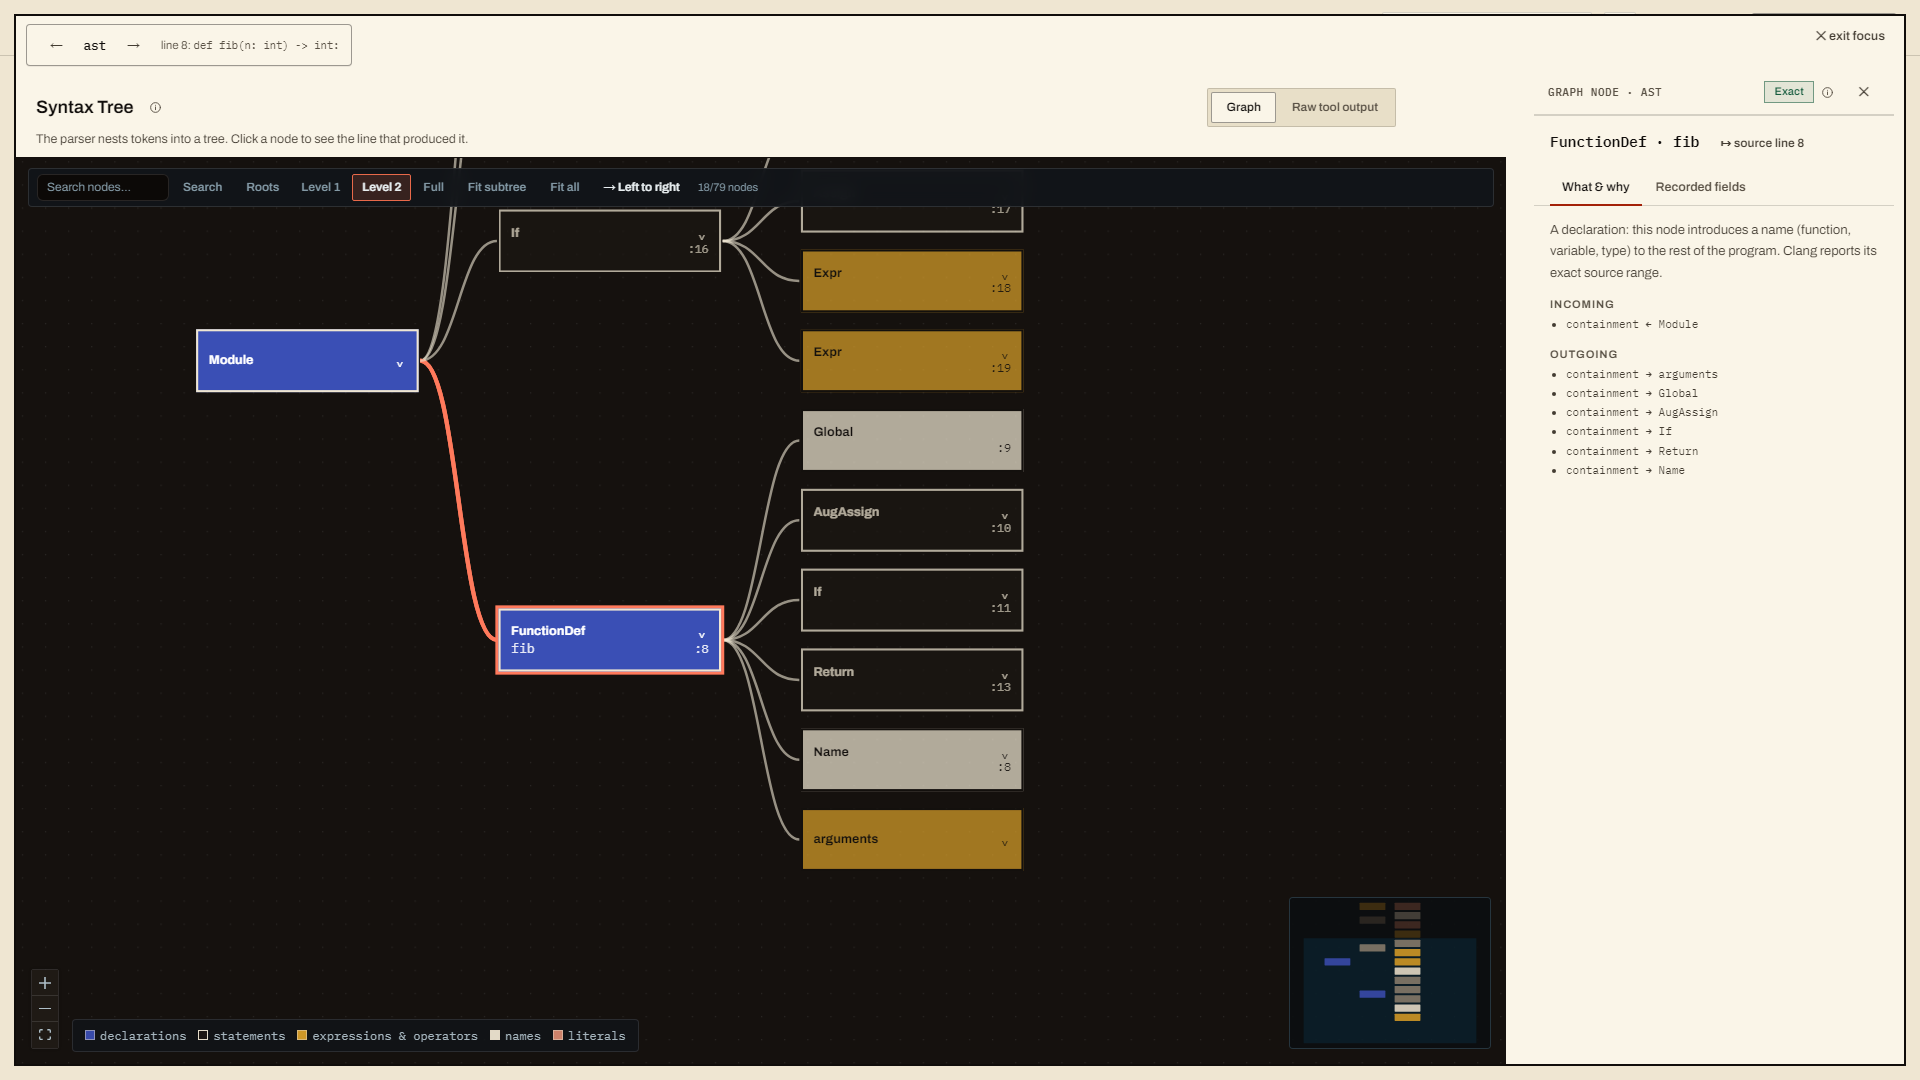 ← ast → line 8: def fib(n: int) -> int:
exit focus
Syntax Tree
The parser nests tokens into a tree. Click a node to see the line that produced it.
Graph
Raw tool output
Search nodes...
Search
Roots
Level 1
Level 2
Full
Fit subtree
Fit all
→ Left to right
18/79 nodes
:17
If
v
:16
Expr
v
:18
Module
v
Expr
v
:19
Global
:9
AugAssign
v
:10
If
v
:11
FunctionDef
fib
v
:8
Return
v
:13
Name
v
:8
arguments
v
declarations
statements
expressions & operators
names
literals
GRAPH NODE · AST
Exact
FunctionDef · fib
↦ source line 8
What & why
Recorded fields
A declaration: this node introduces a name (function,
variable, type) to the rest of the program. Clang reports its
exact source range.
INCOMING
• containment ← Module
OUTGOING
• containment → arguments
• containment → Global
• containment → AugAssign
• containment → If
• containment → Return
• containment → Name